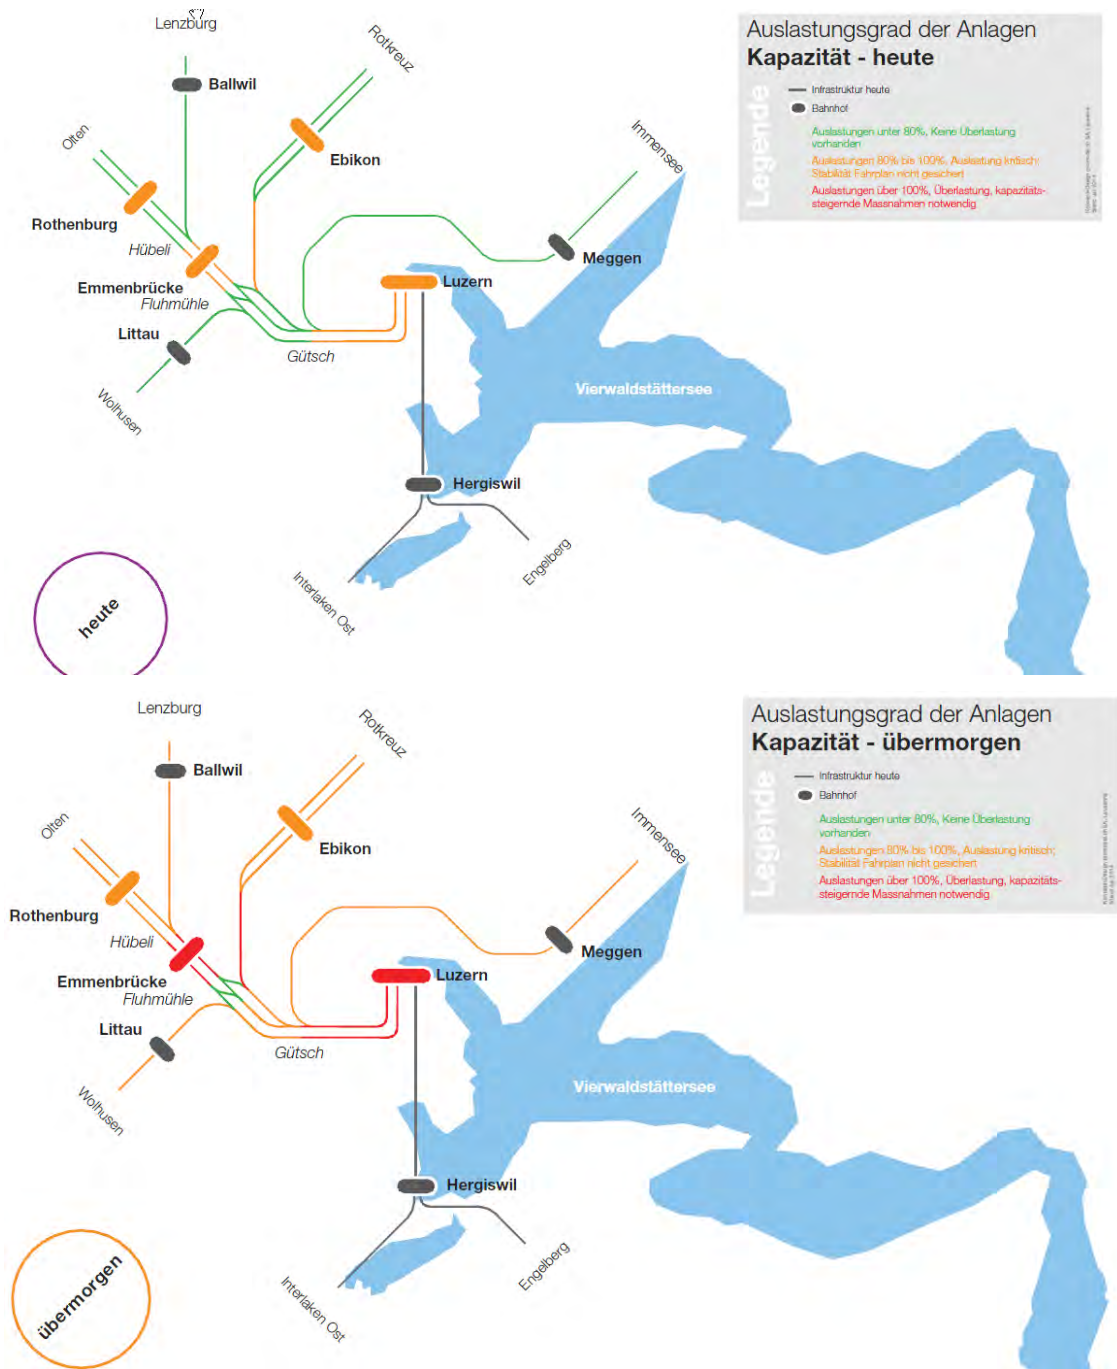 Lenzburg
Rotkreuz
Ballwil
Olten
Ebikon
Immensee
Rothenburg
Hübeli
Meggen
Emmenbrücke
Luzern
Fluhmühle
Littau
Gütsch
Wolhusen
Vierwaldstättersee
Hergiswil
Engelberg
Interlaken Ost
heute
Auslastungsgrad der Anlagen
Kapazität - heute
Legende
Infrastruktur heute
Bahnhof
Auslastungen unter 80%, Keine Überlastung
vorhanden
Auslastungen 80% bis 100%, Auslastung kritisch;
Stabilität Fahrplan nicht gesichert
Auslastungen über 100%, Überlast, kapazitäts-
steigernde Massnahmen notwendig
Lenzburg
Rotkreuz
Ballwil
Olten
Ebikon
Immensee
Rothenburg
Hübeli
Meggen
Emmenbrücke
Luzern
Fluhmühle
Littau
Gütsch
Wolhusen
Vierwaldstättersee
Hergiswil
Engelberg
Interlaken Ost
übermorgen
Auslastungsgrad der Anlagen
Kapazität - übermorgen
Legende
Infrastruktur heute
Bahnhof
Auslastungen unter 80%, Keine Überlastung
vorhanden
Auslastungen 80% bis 100%, Auslastung kritisch;
Stabilität Fahrplan nicht gesichert
Auslastungen über 100%, Überlastung, kapazitäts-
steigernde Massnahmen notwendig